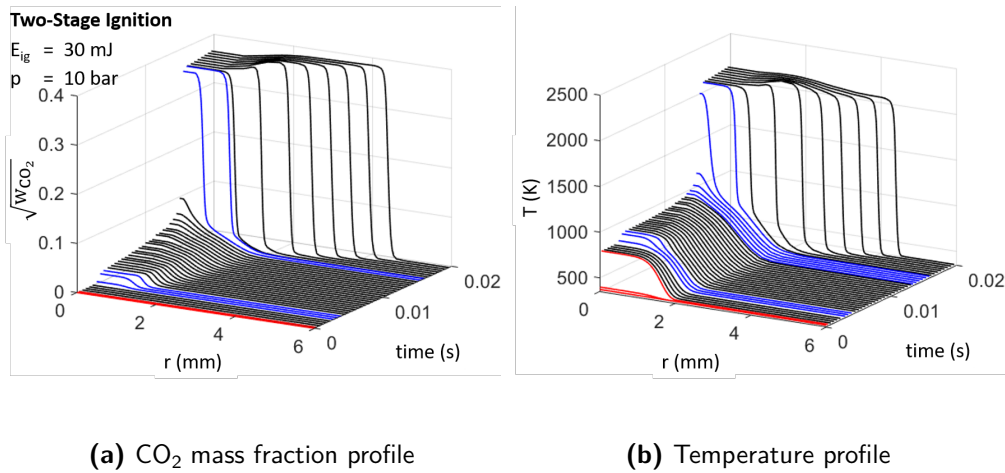 Two-Stage Ignition
E_ig = 30 mJ
p = 10 bar
0.4
0.3
0.2
0.1
0
√w_CO₂
0
2
4
6
r (mm)
0
0.01
0.02
time (s)
2500
2000
1500
1000
500
T (K)
0
2
4
6
r (mm)
0
0.01
0.02
time (s)
(a) CO₂ mass fraction profile
(b) Temperature profile